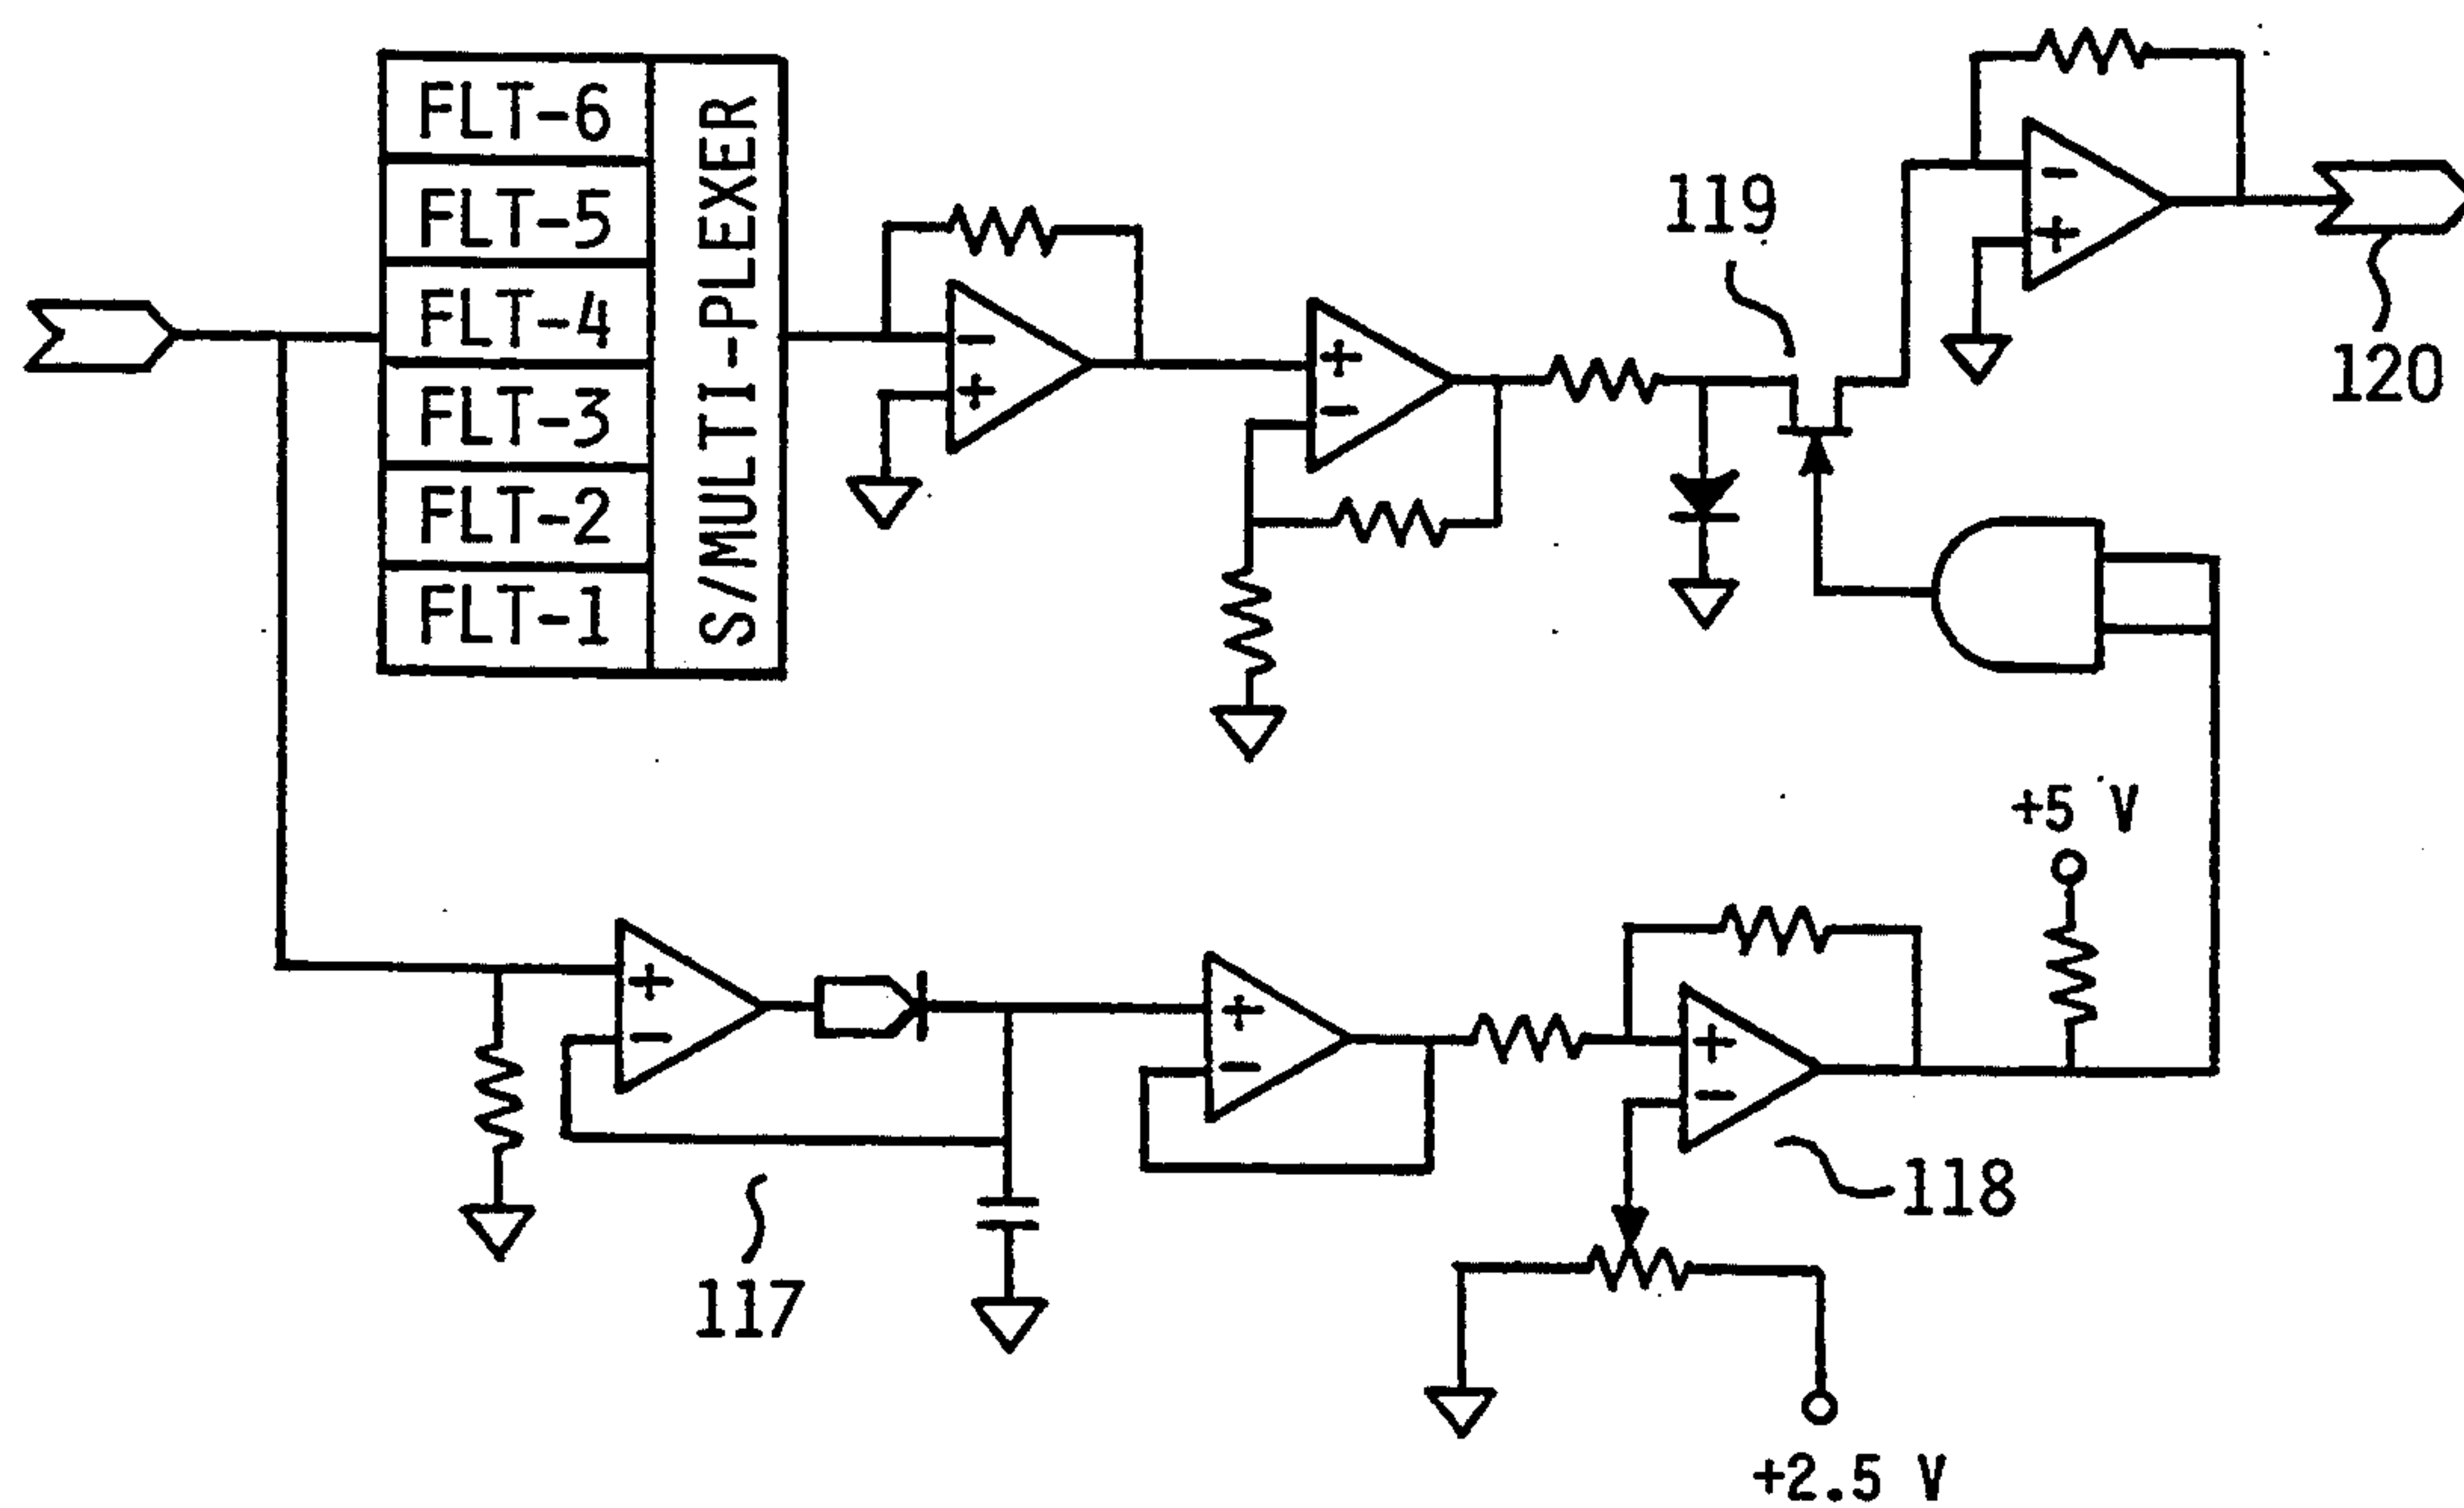 FLT-6
FLT-5
FLT-4
FLT-3
FLT-2
FLT-1
S/MULTI-PLEXER
-
+
+
-
119
-
+
120
+5 V
+
-
117
+
-
+
-
118
+2.5 V